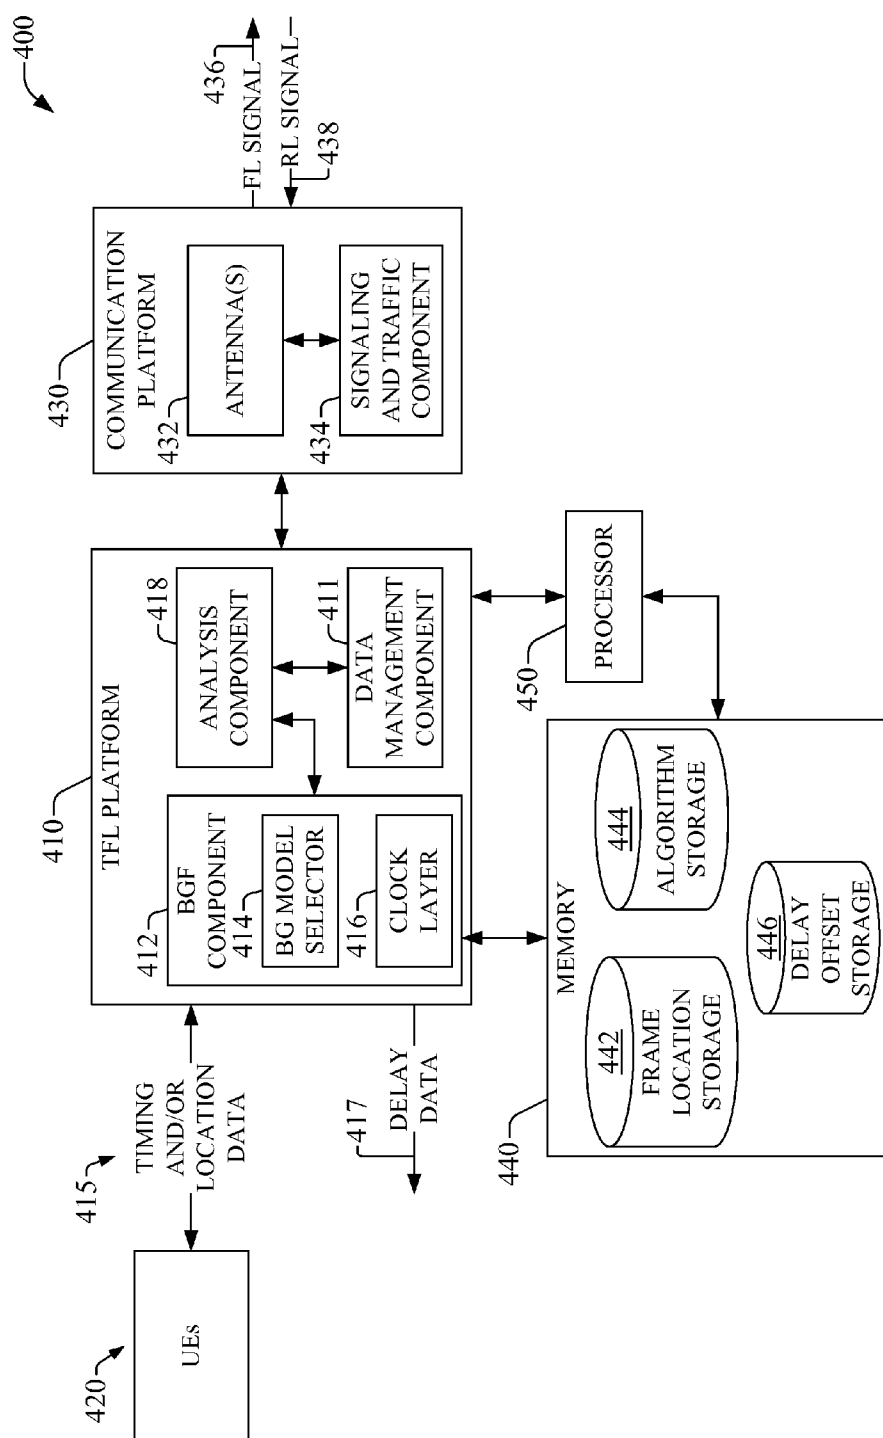 400
420
UEs
415
TIMING
AND/OR
LOCATION
DATA
417
DELAY
DATA
410
TFL PLATFORM
412
BGF
COMPONENT
414
BG MODEL
SELECTOR
416
CLOCK
LAYER
418
ANALYSIS
COMPONENT
411
DATA
MANAGEMENT
COMPONENT
430
COMMUNICATION
PLATFORM
432
ANTENNA(S)
434
SIGNALING
AND TRAFFIC
COMPONENT
FL SIGNAL
436
RL SIGNAL
438
450
PROCESSOR
440
MEMORY
442
FRAME
LOCATION
STORAGE
444
ALGORITHM
STORAGE
446
DELAY
OFFSET
STORAGE